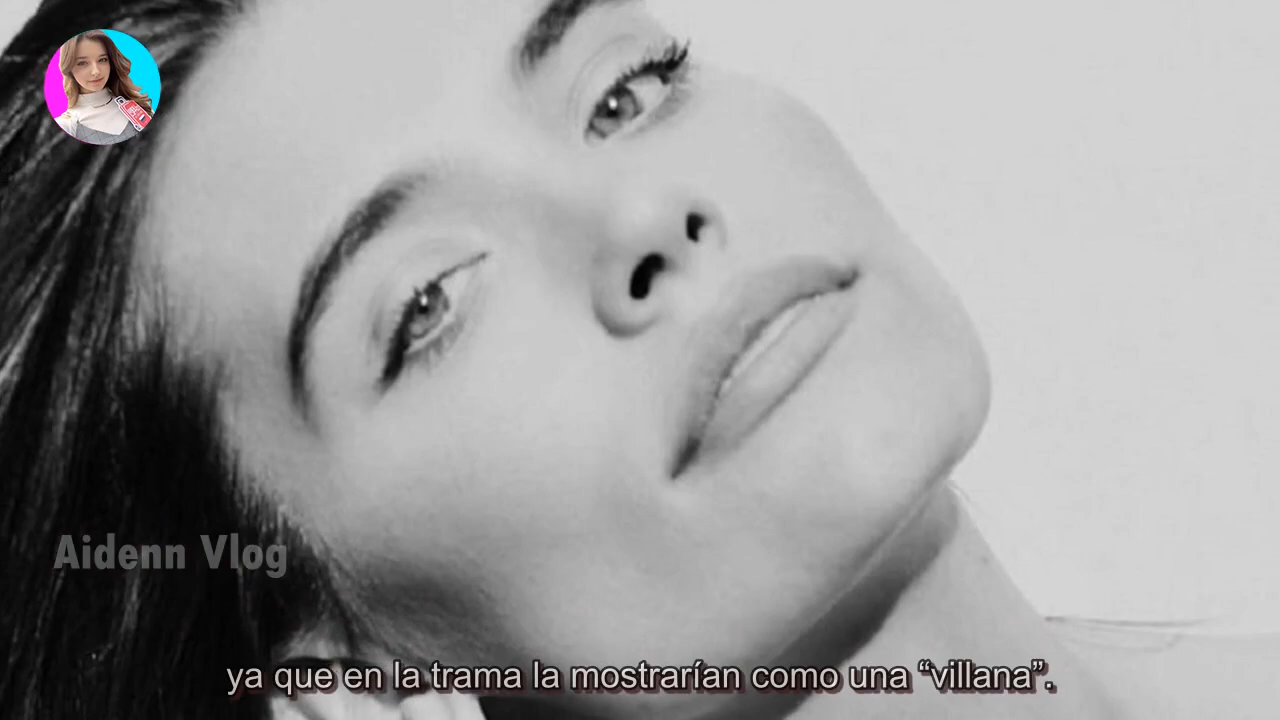 Aidenn Vlog
ya que en la trama la mostrarían como una “villana”.